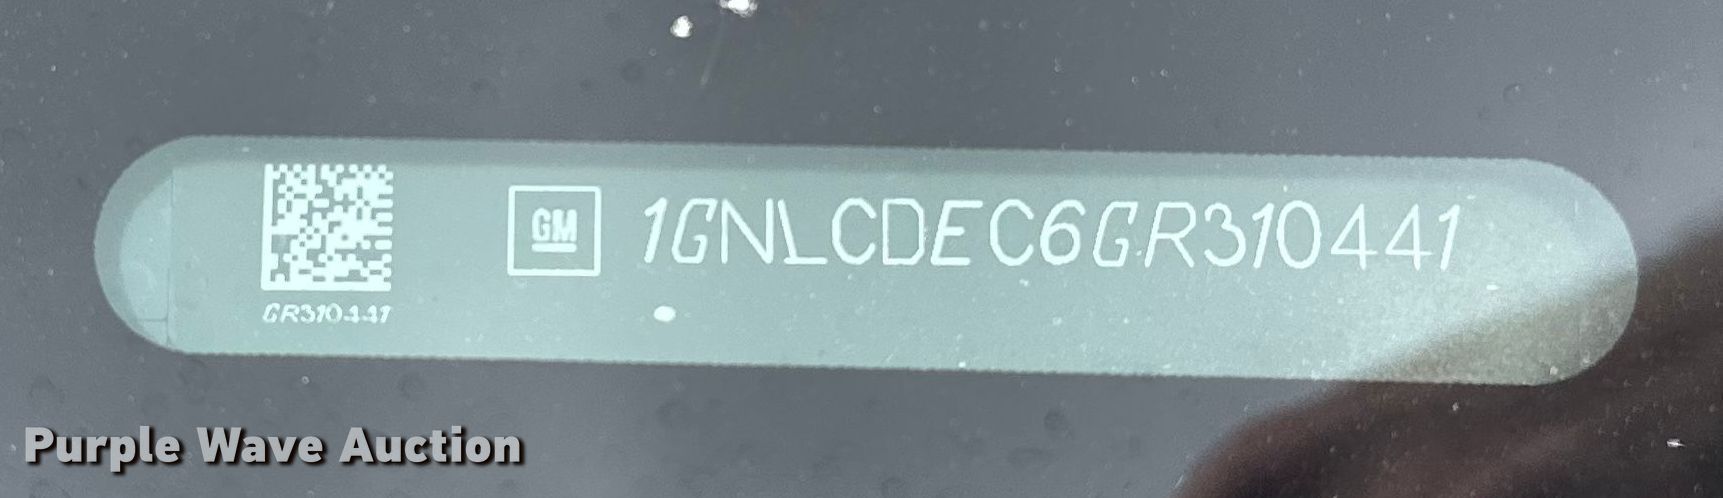 GM 1GNLCDEC6GR310441
GR310441
Purple Wave Auction